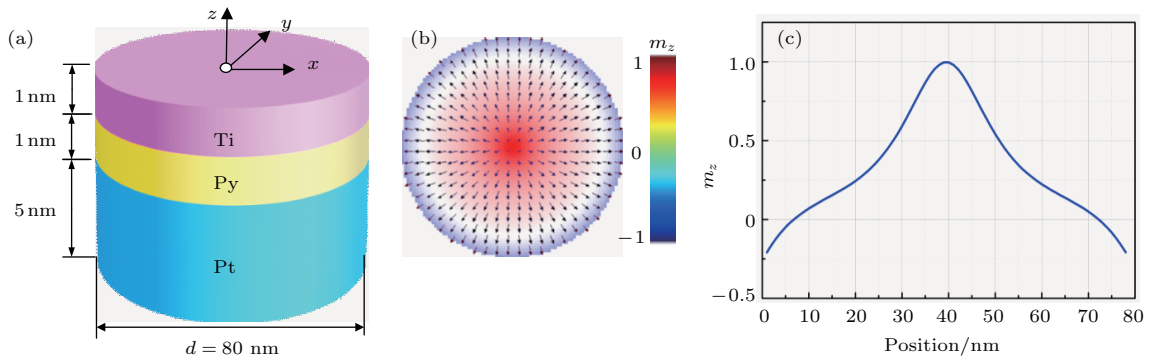 (a)
z
y
x
1 nm
1 nm
5 nm
Ti
Py
Pt
d = 80 nm
(b)
m_z
1
0
−1
(c)
m_z
1.0
0.5
0
−0.5
0 10 20 30 40 50 60 70 80
Position/nm